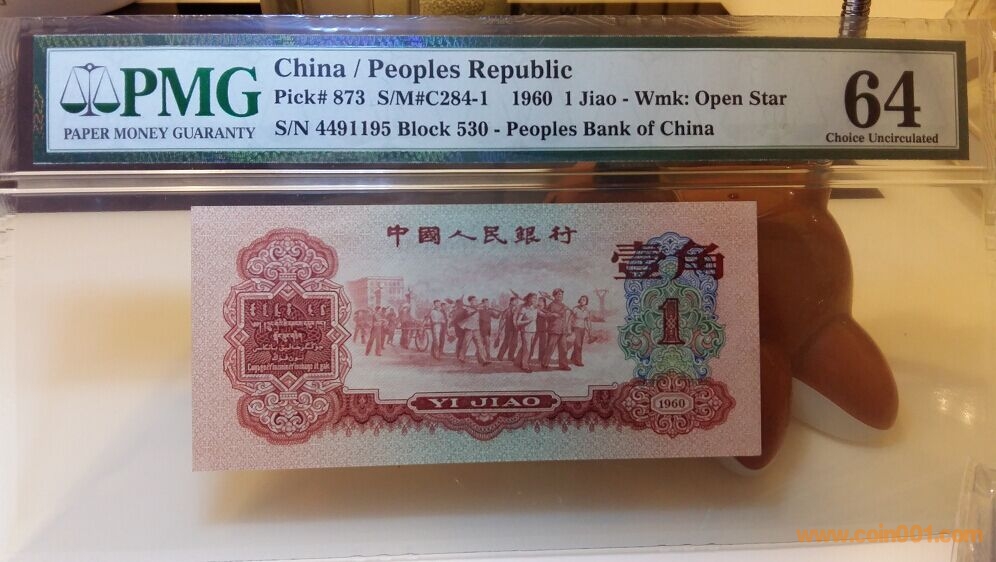 PMG
PAPER MONEY GUARANTY
China / Peoples Republic
Pick# 873 S/M#C284-1 1960 1 Jiao - Wmk: Open Star
S/N 4491195 Block 530 - Peoples Bank of China
64
Choice Uncirculated
中國人民銀行
壹角
1
YI JIAO
1960
www.coin001.com